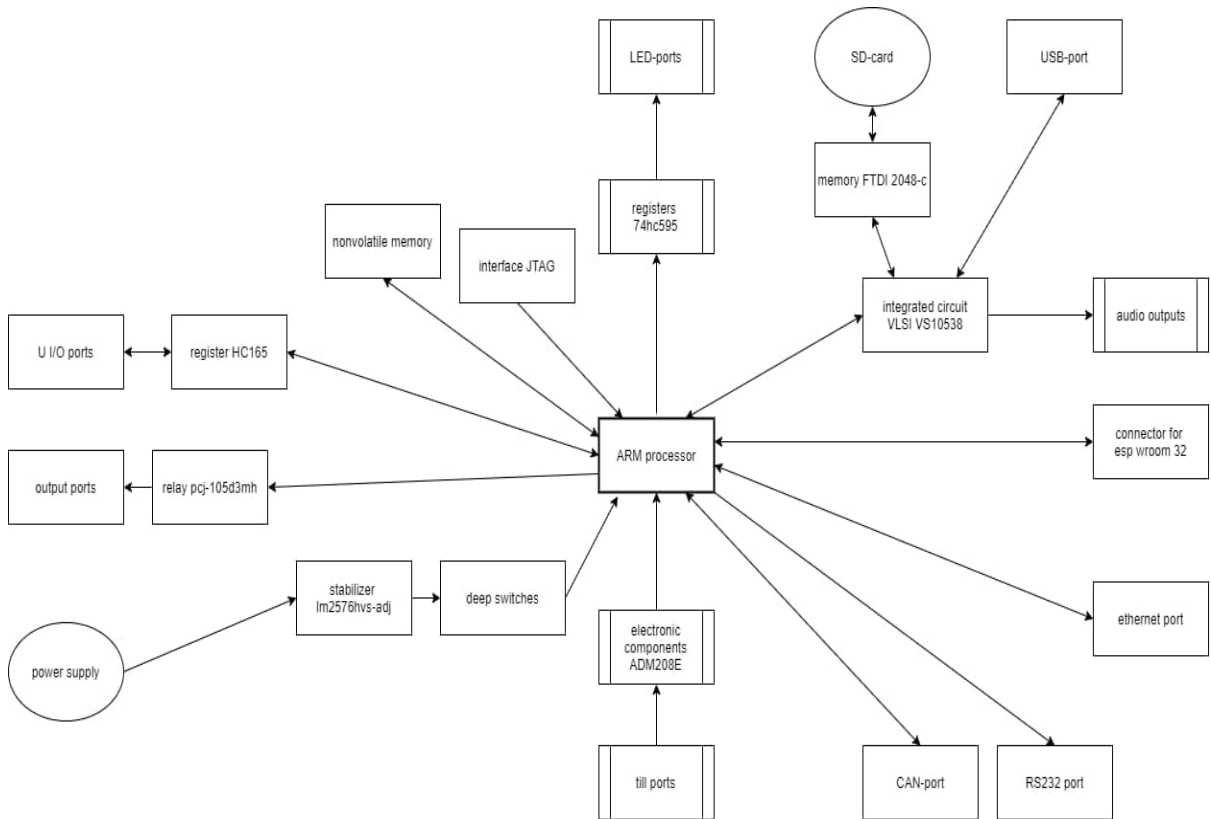 LED-ports
SD-card
USB-port
memory FTDI 2048-c
registers
74hc595
nonvolatile memory
interface JTAG
integrated circuit
VLSI VS10538
audio outputs
U I/O ports
register HC165
connector for
esp wroom 32
ARM processor
output ports
relay pcj-105d3mh
stabilizer
lm2576hvs-adj
deep switches
ethernet port
electronic
components
ADM208E
power supply
till ports
CAN-port
RS232 port